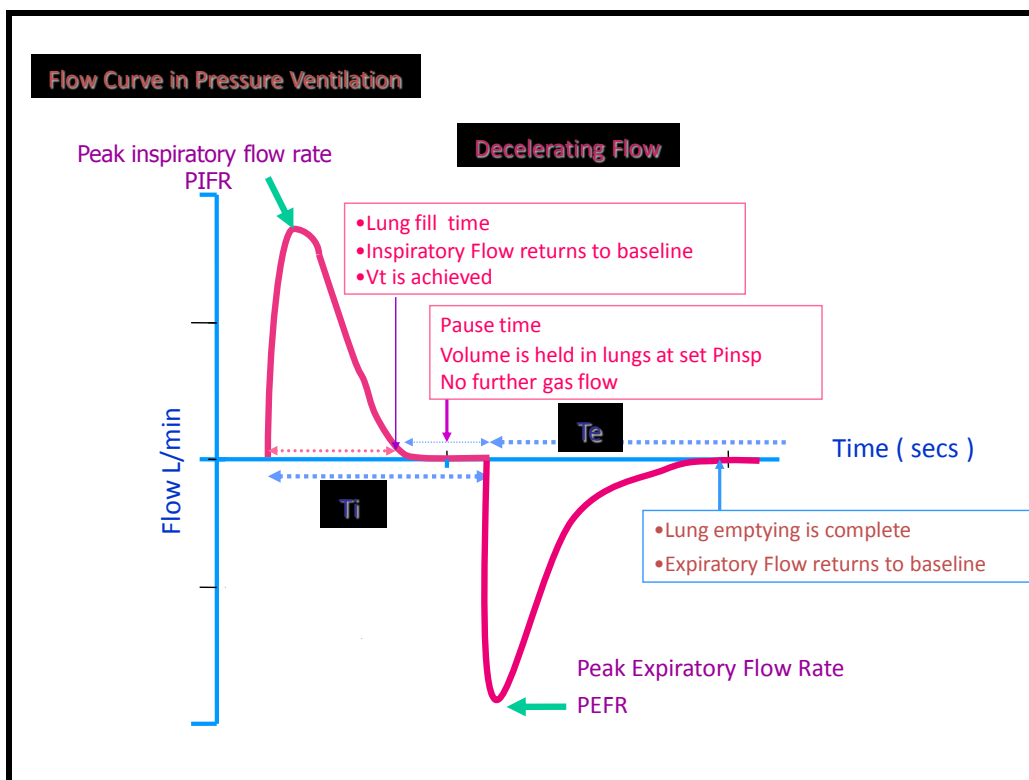 Flow Curve in Pressure Ventilation
Decelerating Flow
Peak inspiratory flow rate
PIFR
•Lung fill time
•Inspiratory Flow returns to baseline
•Vt is achieved
Pause time
Volume is held in lungs at set Pinsp
No further gas flow
Te
Time ( secs )
Flow L/min
Ti
•Lung emptying is complete
•Expiratory Flow returns to baseline
Peak Expiratory Flow Rate
PEFR